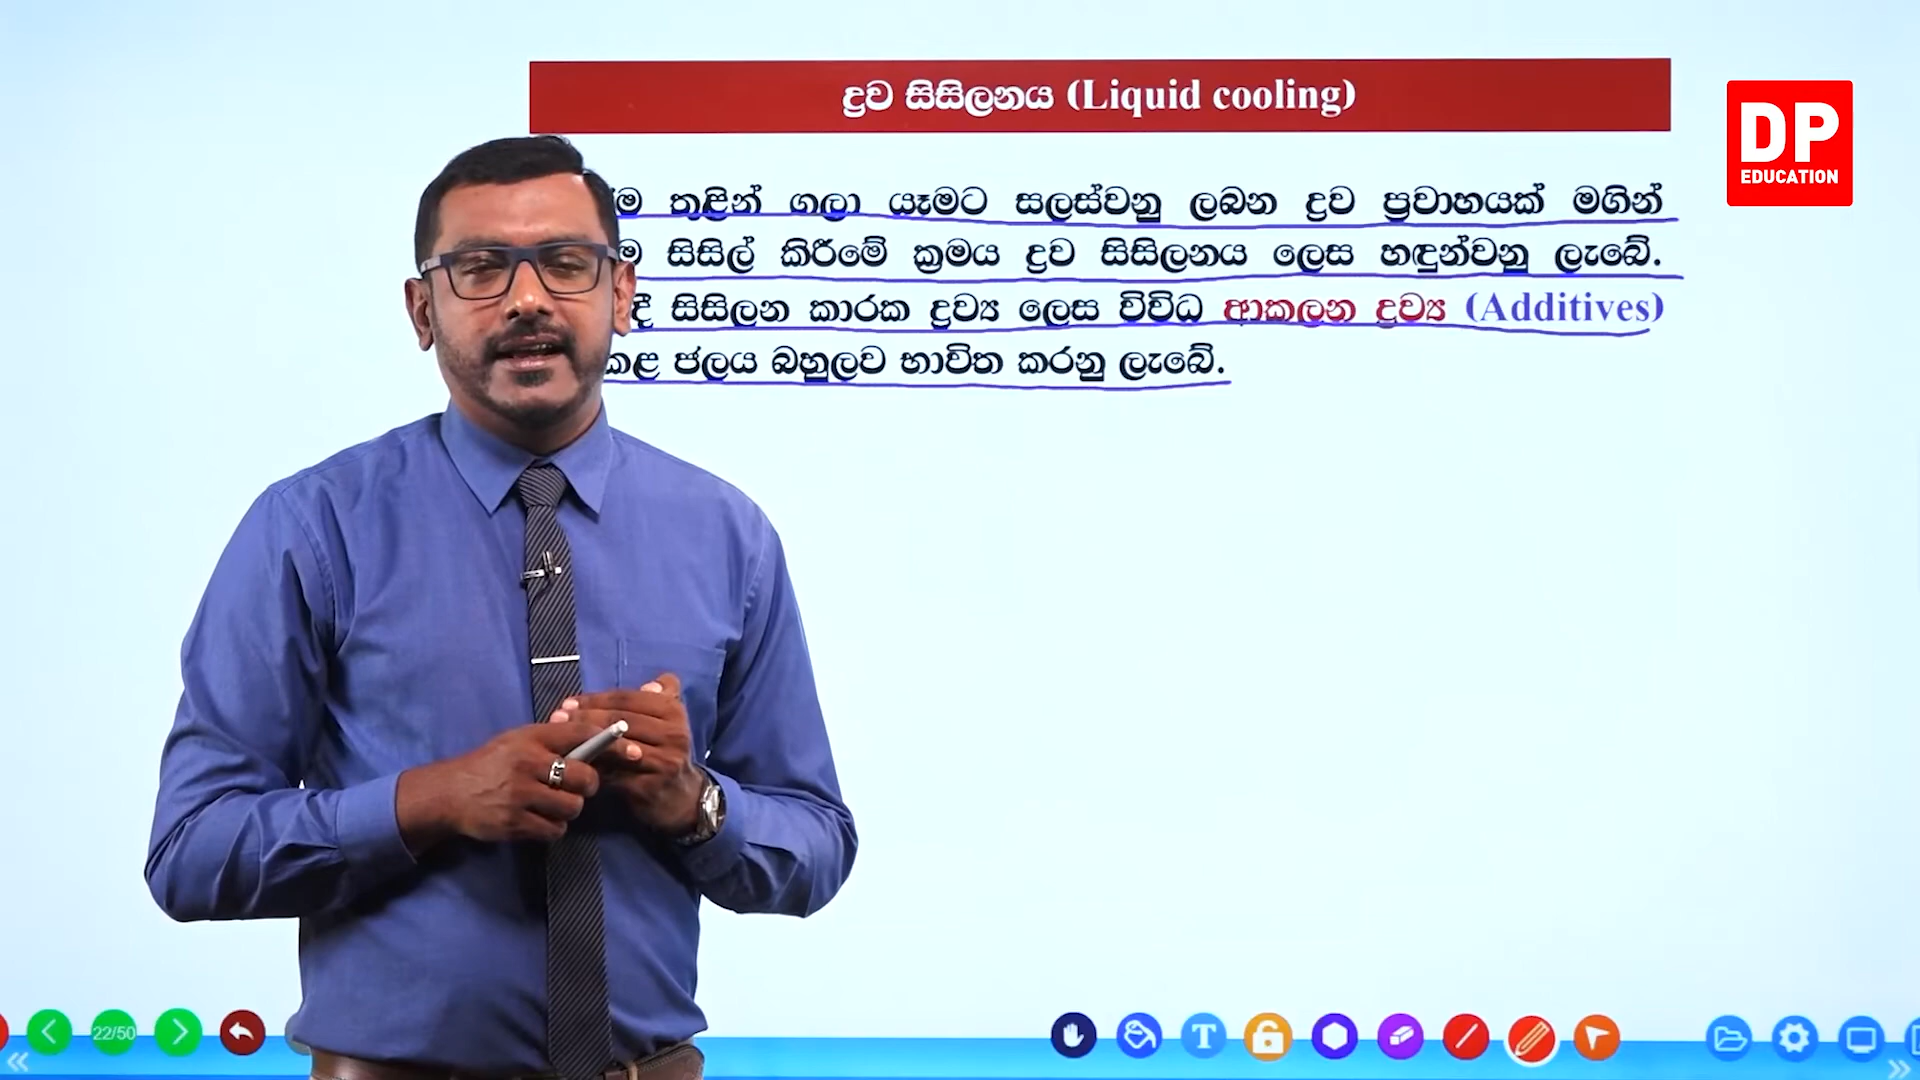 ද්‍රව සිසිලනය (Liquid cooling)
DP
EDUCATION
තුළින් ගලා යෑමට සලස්වනු ලබන ද්‍රව ප්‍රවාහයක් මගින්
සිසිල් කිරීමේ ක්‍රමය ද්‍රව සිසිලනය ලෙස හඳුන්වනු ලැබේ.
සිසිලන කාරක ද්‍රව්‍ය ලෙස විවිධ ආකලන ද්‍රව්‍ය (Additives)
කළ ජලය බහුලව භාවිත කරනු ලැබේ.
22/50
T